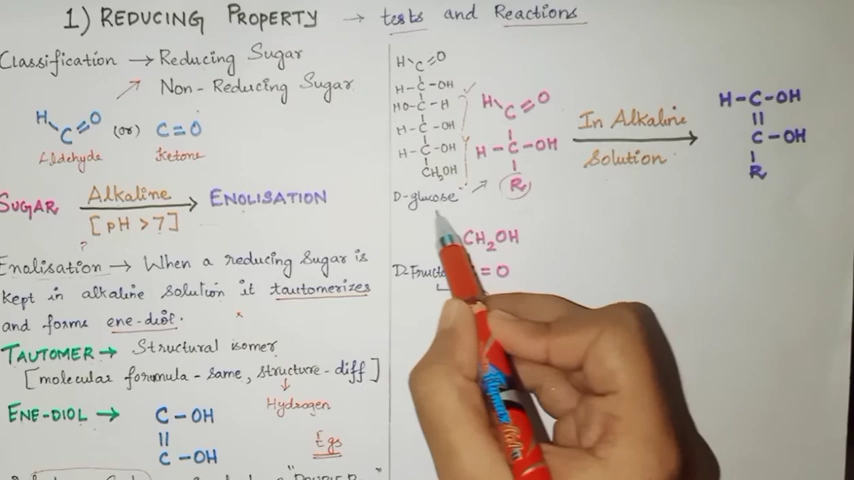 1) REDUCING PROPERTY → tests and Reactions
Classification → Reducing Sugar
Non-Reducing Sugar
H
C=O
(or) C=O
Aldehyde
Ketone
SUGAR Alkaline → ENOLISATION
[pH >7]
?
Enolisation → When a reducing Sugar is
kept in alkaline solution it tautomerizes
and forms ene-diol.
x
TAUTOMER → Structural isomer
[molecular formula - same, structure-diff]
Hydrogen
ENE-DIOL → C-OH
=
C-OH
Egs
H-C=O
H-C-OH
HO-C-H
H-C-OH
H-C-OH
CH2OH
D-glucose
H-C=O
H-C-OH
R
In Alkaline
Solution
H-C-OH
=
C-OH
R
CH2OH
D-Fructo
=O